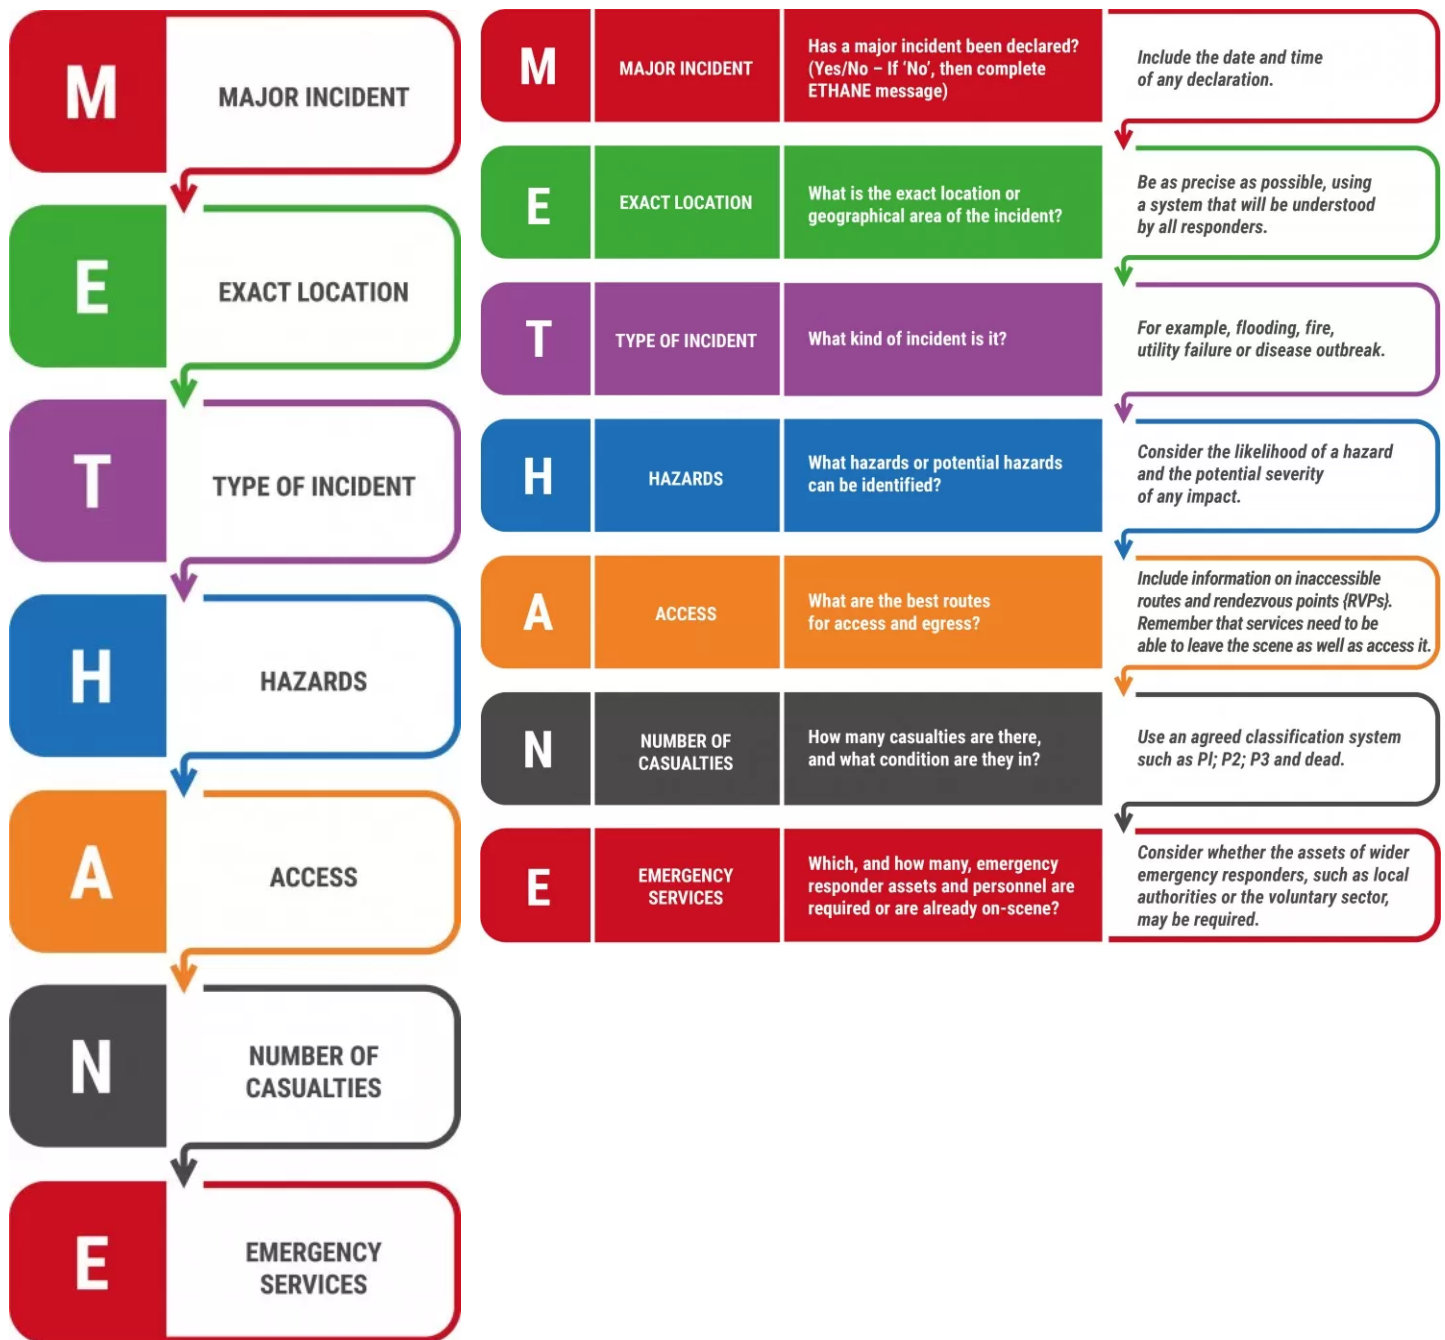 M
MAJOR INCIDENT
E
EXACT LOCATION
T
TYPE OF INCIDENT
H
HAZARDS
A
ACCESS
N
NUMBER OF
CASUALTIES
E
EMERGENCY
SERVICES
M
MAJOR INCIDENT
Has a major incident been declared?
(Yes/No – If ‘No’, then complete
ETHANE message)
Include the date and time
of any declaration.
E
EXACT LOCATION
What is the exact location or
geographical area of the incident?
Be as precise as possible, using
a system that will be understood
by all responders.
T
TYPE OF INCIDENT
What kind of incident is it?
For example, flooding, fire,
utility failure or disease outbreak.
H
HAZARDS
What hazards or potential hazards
can be identified?
Consider the likelihood of a hazard
and the potential severity
of any impact.
A
ACCESS
What are the best routes
for access and egress?
Include information on inaccessible
routes and rendezvous points {RVPs}.
Remember that services need to be
able to leave the scene as well as access it.
N
NUMBER OF
CASUALTIES
How many casualties are there,
and what condition are they in?
Use an agreed classification system
such as Pl; P2; P3 and dead.
E
EMERGENCY
SERVICES
Which, and how many, emergency
responder assets and personnel are
required or are already on-scene?
Consider whether the assets of wider
emergency responders, such as local
authorities or the voluntary sector,
may be required.